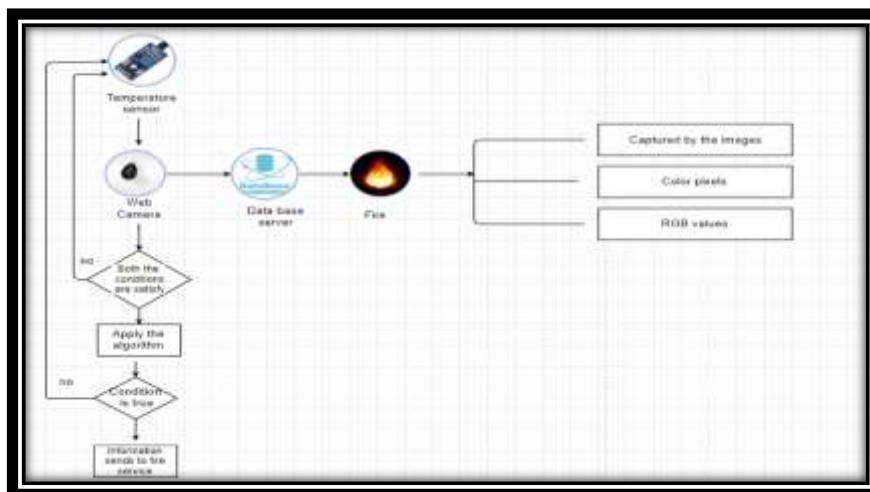 Temperature
sensor
Web
Camera
DataBase
Data base
server
Fire
Captured by the images
Color pixels
RGB values
no
Both the
conditions
are satisfy
Apply the
algorithm
no
Condition
is true
Information
sends to fire
service